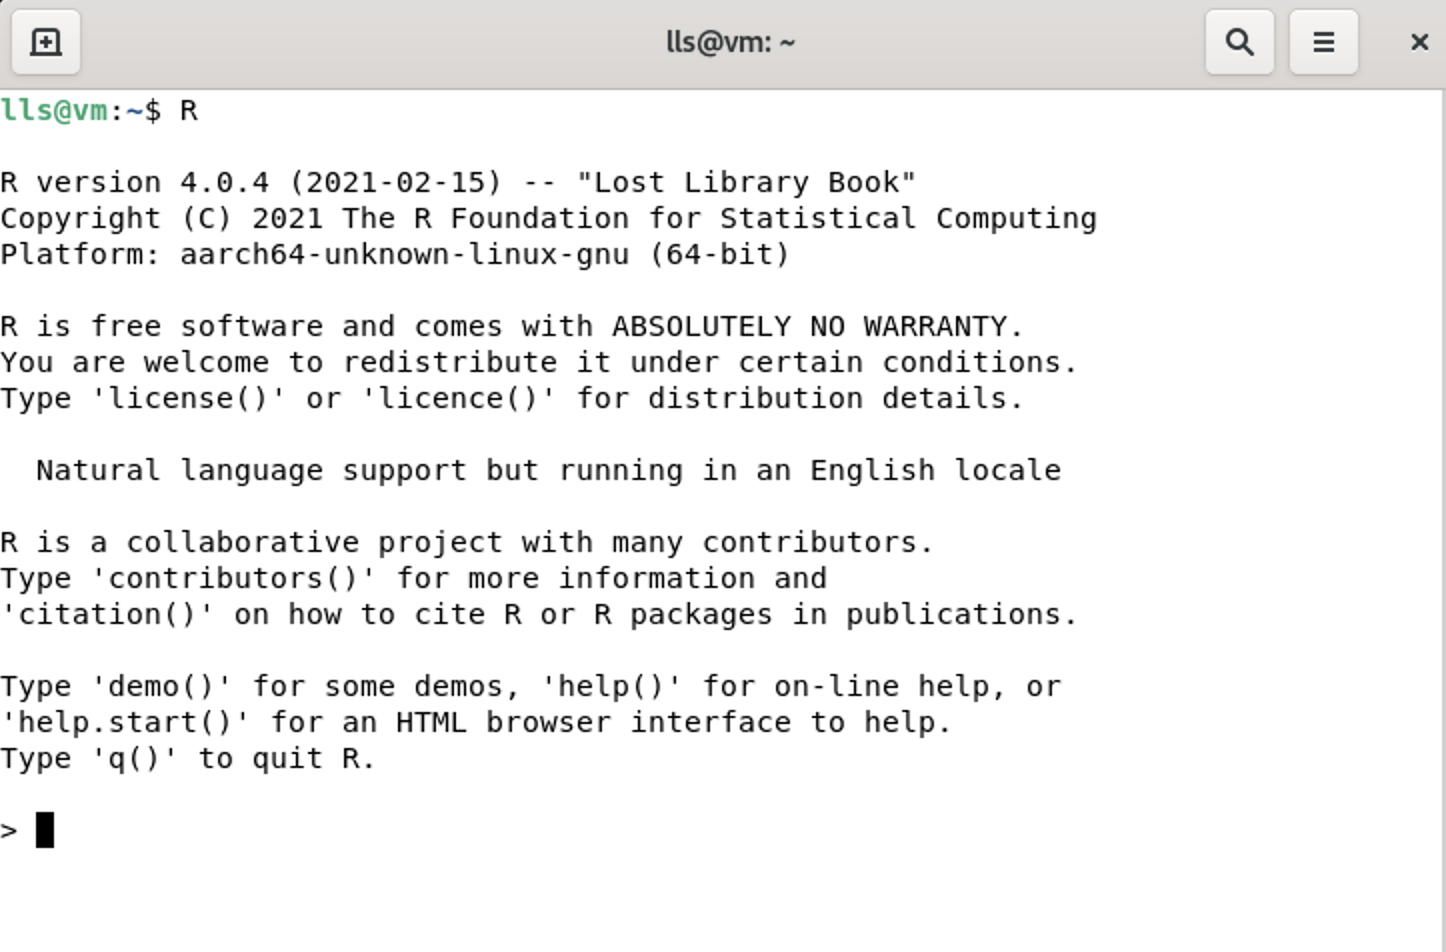 lls@vm: ~
lls@vm:~$ R
R version 4.0.4 (2021-02-15) -- "Lost Library Book"
Copyright (C) 2021 The R Foundation for Statistical Computing
Platform: aarch64-unknown-linux-gnu (64-bit)
R is free software and comes with ABSOLUTELY NO WARRANTY.
You are welcome to redistribute it under certain conditions.
Type 'license()' or 'licence()' for distribution details.
Natural language support but running in an English locale
R is a collaborative project with many contributors.
Type 'contributors()' for more information and
'citation()' on how to cite R or R packages in publications.
Type 'demo()' for some demos, 'help()' for on-line help, or
'help.start()' for an HTML browser interface to help.
Type 'q()' to quit R.
>